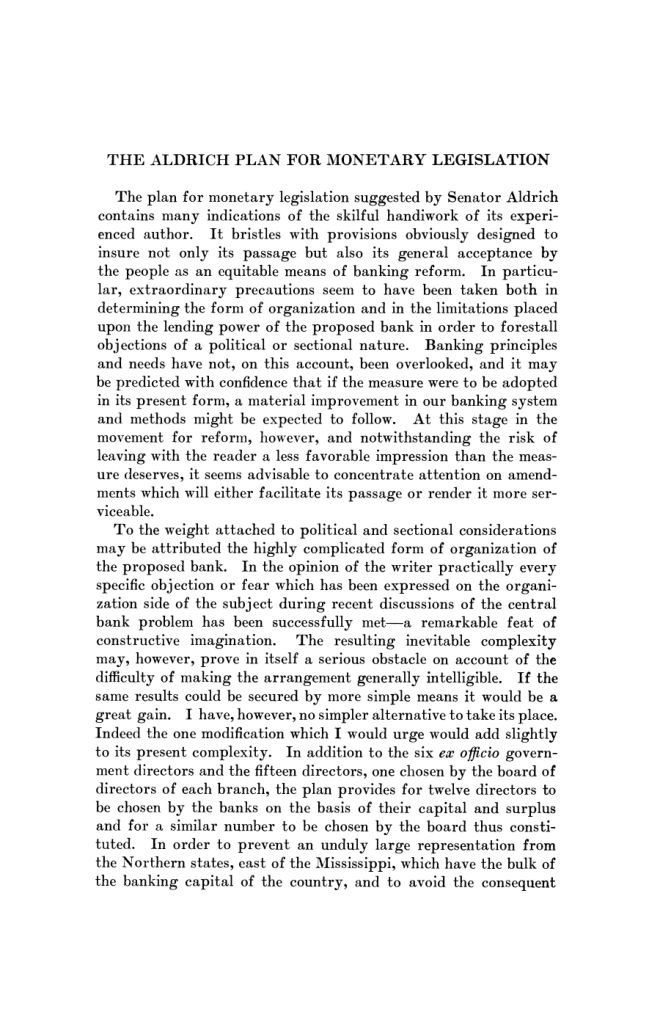 THE ALDRICH PLAN FOR MONETARY LEGISLATION
The plan for monetary legislation suggested by Senator Aldrich
contains many indications of the skilful handiwork of its experi-
enced author. It bristles with provisions obviously designed to
insure not only its passage but also its general acceptance by
the people as an equitable means of banking reform. In particu-
lar, extraordinary precautions seem to have been taken both in
determining the form of organization and in the limitations placed
upon the lending power of the proposed bank in order to forestall
objections of a political or sectional nature. Banking principles
and needs have not, on this account, been overlooked, and it may
be predicted with confidence that if the measure were to be adopted
in its present form, a material improvement in our banking system
and methods might be expected to follow. At this stage in the
movement for reform, however, and notwithstanding the risk of
leaving with the reader a less favorable impression than the meas-
ure deserves, it seems advisable to concentrate attention on amend-
ments which will either facilitate its passage or render it more ser-
viceable.
To the weight attached to political and sectional considerations
may be attributed the highly complicated form of organization of
the proposed bank. In the opinion of the writer practically every
specific objection or fear which has been expressed on the organi-
zation side of the subject during recent discussions of the central
bank problem has been successfully met—a remarkable feat of
constructive imagination. The resulting inevitable complexity
may, however, prove in itself a serious obstacle on account of the
difficulty of making the arrangement generally intelligible. If the
same results could be secured by more simple means it would be a
great gain. I have, however, no simpler alternative to take its place.
Indeed the one modification which I would urge would add slightly
to its present complexity. In addition to the six ex officio govern-
ment directors and the fifteen directors, one chosen by the board of
directors of each branch, the plan provides for twelve directors to
be chosen by the banks on the basis of their capital and surplus
and for a similar number to be chosen by the board thus consti-
tuted. In order to prevent an unduly large representation from
the Northern states, east of the Mississippi, which have the bulk of
the banking capital of the country, and to avoid the consequent